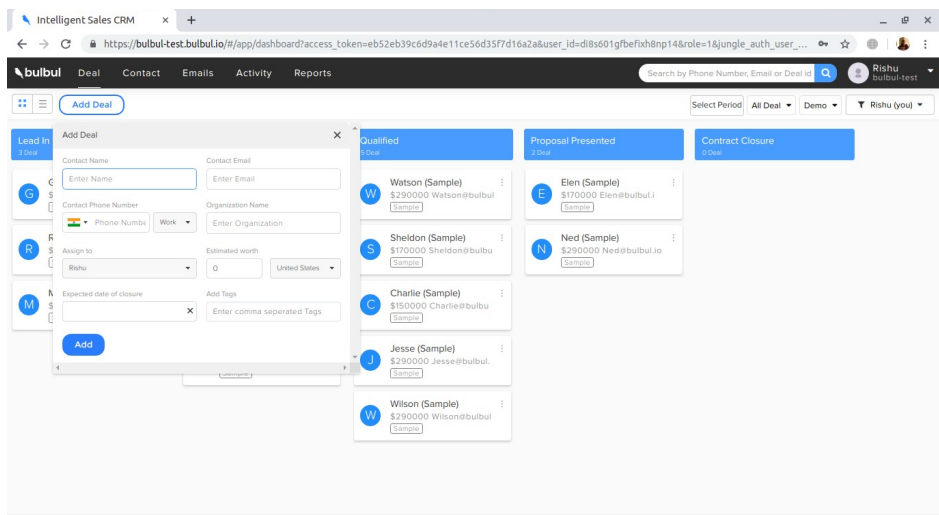 Intelligent Sales CRM
https://bulbul-test.bulbul.io/#/app/dashboard?access_token=eb52eb39c6d9a4e11ce56d35f7d16a2a&user_id=di8s601gfbefixh8np14&role=1&jungle_auth_user_...
bulbul Deal Contact Emails Activity Reports Search by Phone Number, Email or Deal id Rishu
bulbul-test
Add Deal Select Period All Deal Demo Rishu (you)
Lead In Qualified Proposal Presented Contract Closure
3 Deal 5 Deal 2 Deal 0 Deal
Add Deal
Contact Name Contact Email
Enter Name Enter Email
Contact Phone Number Organization Name
Phone Numbe Work Enter Organization
Assign to Estimated worth
Rishu 0 United States
Expected date of closure Add Tags
Enter comma seperated Tags
Add
G
R
M
Sample
W Watson (Sample)
$290000 Watson@bulbul
Sample
S Sheldon (Sample)
$170000 Sheldon@bulbu
Sample
C Charlie (Sample)
$150000 Charlie@bulbu
Sample
J Jesse (Sample)
$290000 Jesse@bulbul.
Sample
W Wilson (Sample)
$290000 Wilson@bulbul
Sample
E Elen (Sample)
$170000 Elen@bulbul.i
Sample
N Ned (Sample)
$290000 Ned@bulbul.io
Sample